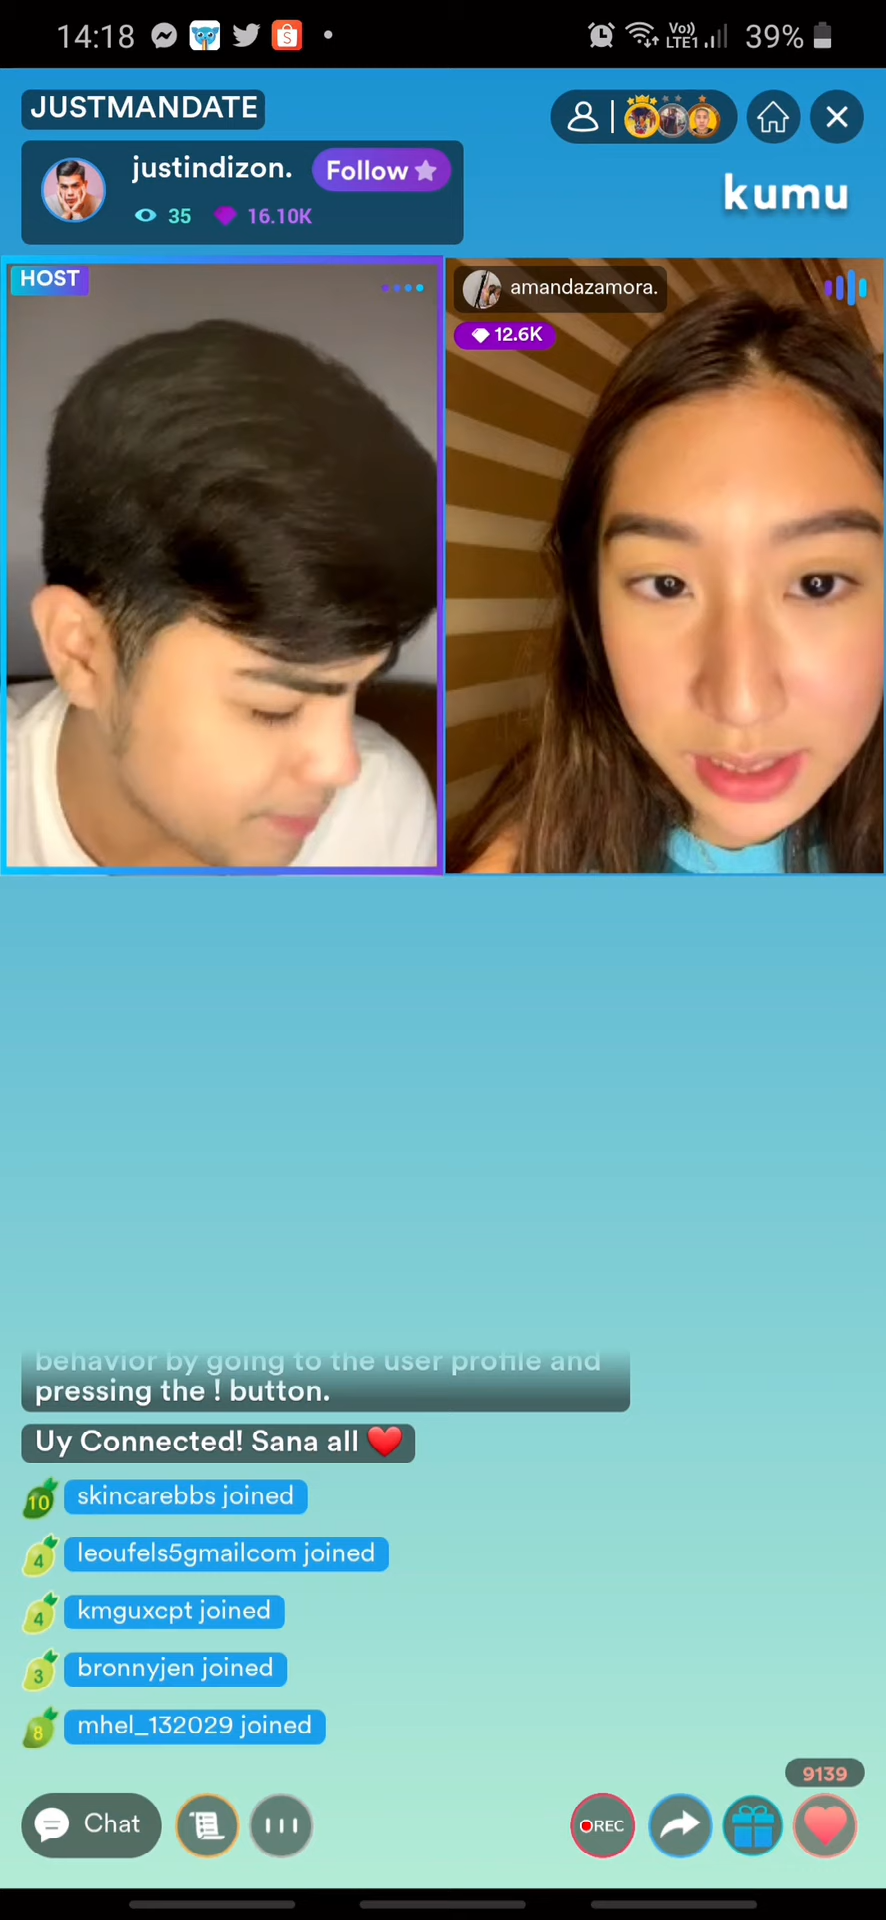 14:18
Vo))
LTE1
39%
JUSTMANDATE
justindizon.
Follow
35
16.10K
kumu
HOST
amandazamora.
12.6K
behavior by going to the user profile and
pressing the ! button.
Uy Connected! Sana all
10 skincarebbs joined
4 leoufels5gmailcom joined
4 kmguxcpt joined
3 bronnyjen joined
8 mhel_132029 joined
9139
Chat
REC